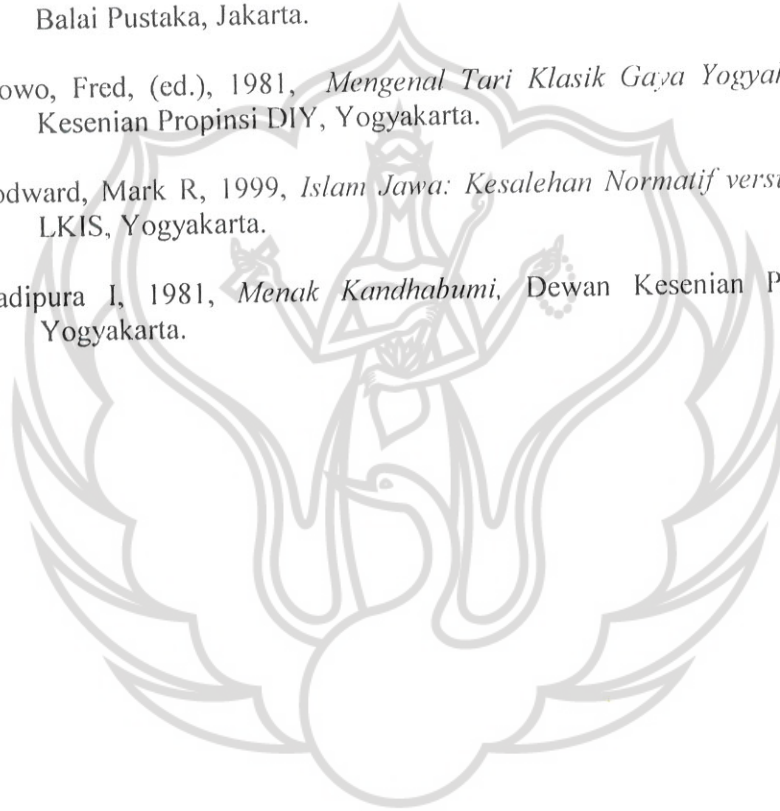 Balai Pustaka, Jakarta.
owo, Fred, (ed.), 1981, Mengenal Tari Klasik Gaya Yogyak
Kesenian Propinsi DIY, Yogyakarta.
odward, Mark R, 1999, Islam Jawa: Kesalehan Normatif versu
LKIS, Yogyakarta.
adipura I, 1981, Menak Kandhabumi, Dewan Kesenian P
Yogyakarta.